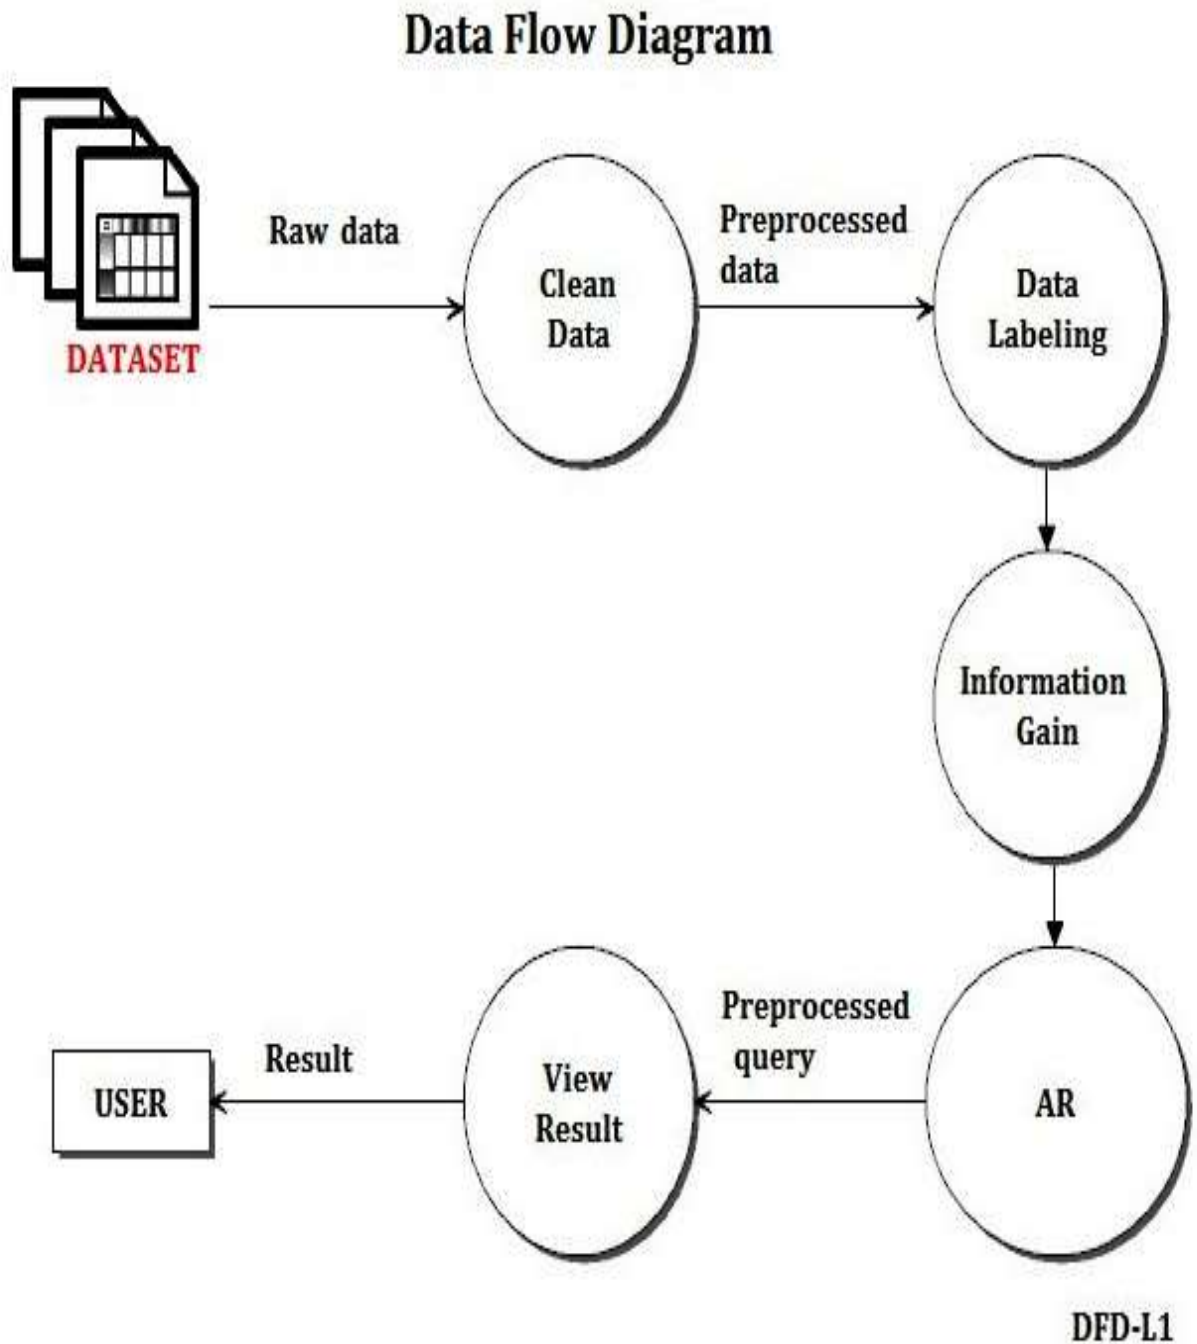 Data Flow Diagram
Raw data
Preprocessed
data
Clean
Data
Data
Labeling
DATASET
Information
Gain
Preprocessed
query
Result
View
Result
USER
AR
DFD-L1